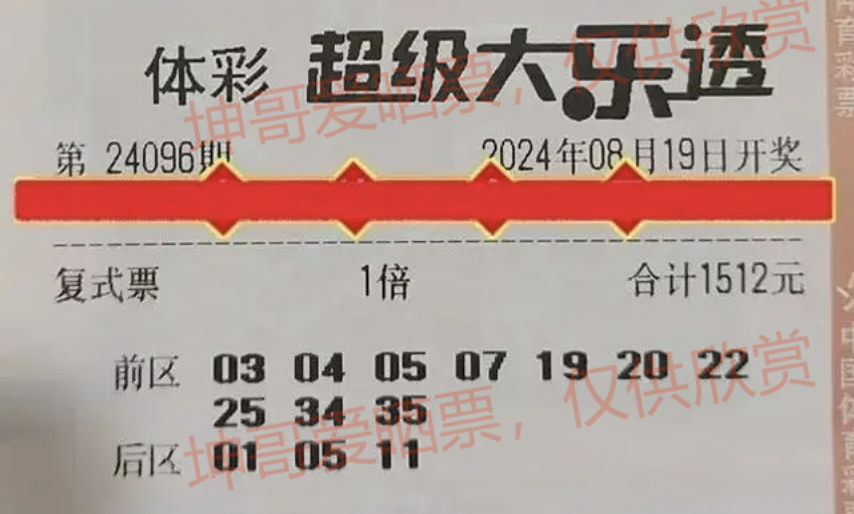 体彩 超级大乐透
坤哥爱晒票，仅供欣赏
第 24096期 2024年08月19日开奖
复式票 1倍 合计1512元
前区 03 04 05 07 19 20 22
25 34 35
后区 01 05 11
坤哥爱晒票，仅供欣赏
育彩票
中国体育彩